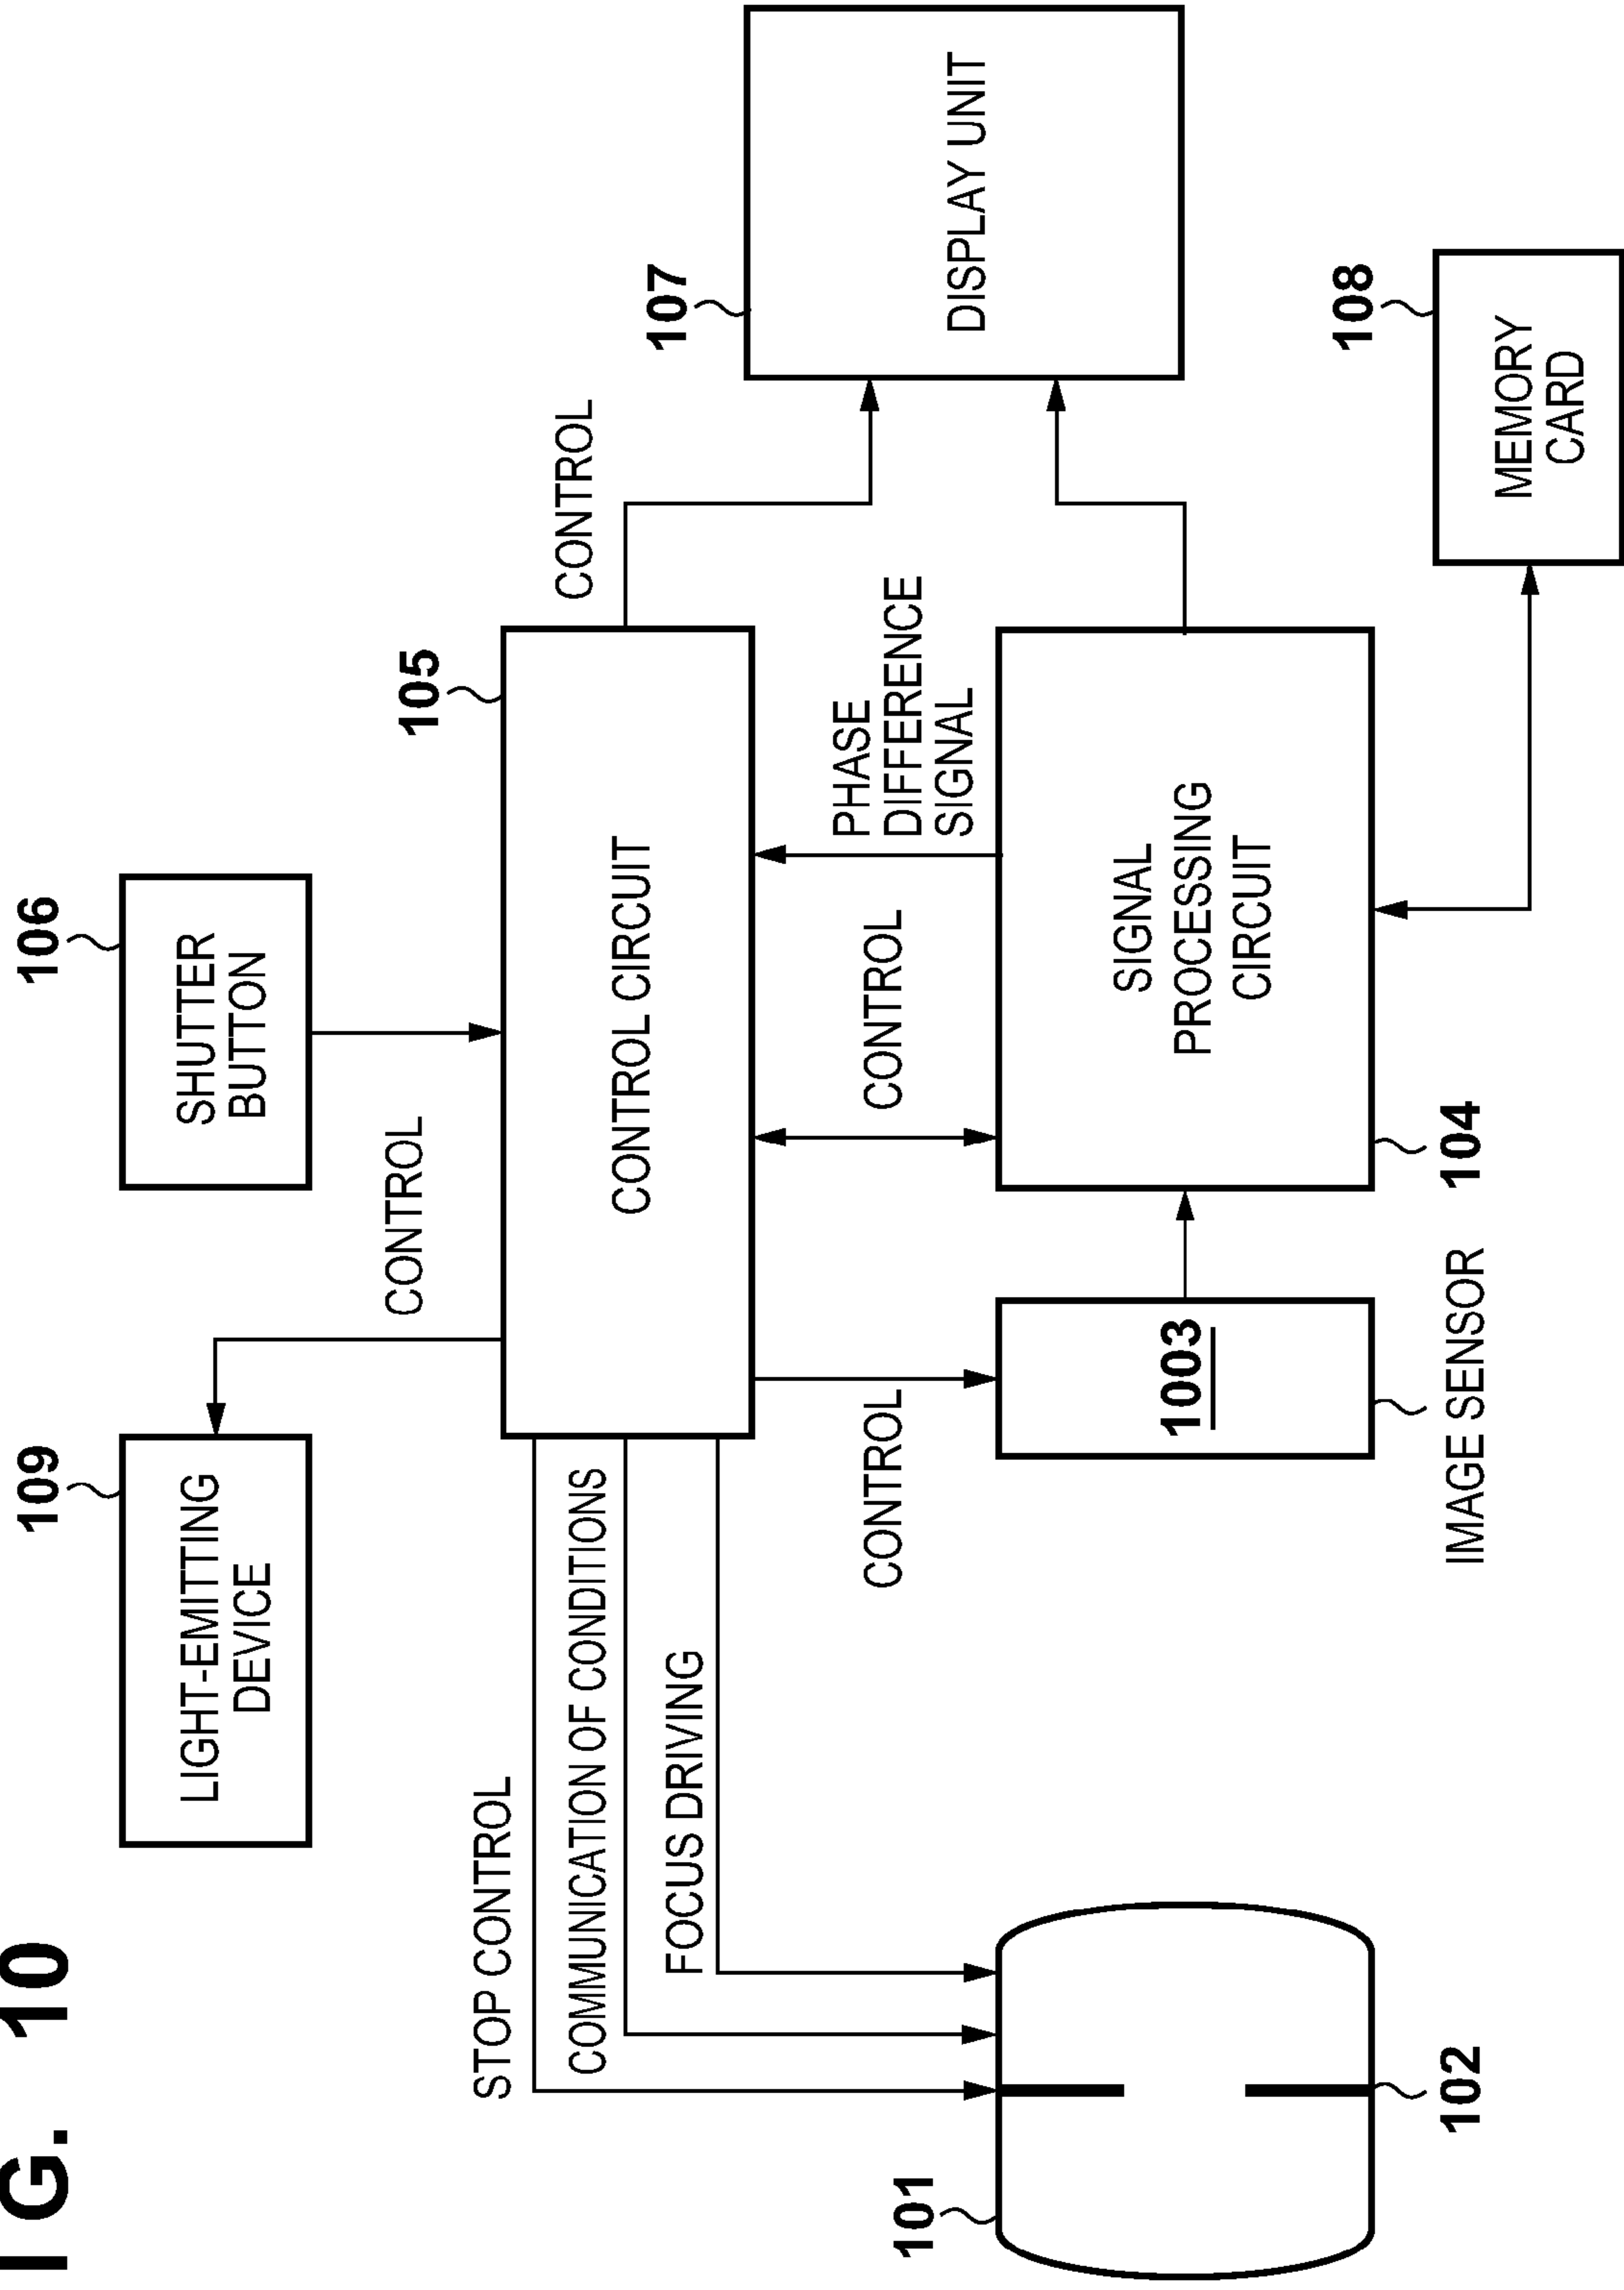 IG. 10
109
LIGHT-EMITTING
DEVICE
106
SHUTTER
BUTTON
CONTROL
105
CONTROL CIRCUIT
STOP CONTROL
COMMUNICATION OF CONDITIONS
FOCUS DRIVING
CONTROL
107
DISPLAY UNIT
CONTROL
CONTROL
PHASE
DIFFERENCE
SIGNAL
101
102
1003
IMAGE SENSOR
SIGNAL
PROCESSING
CIRCUIT
104
108
MEMORY
CARD